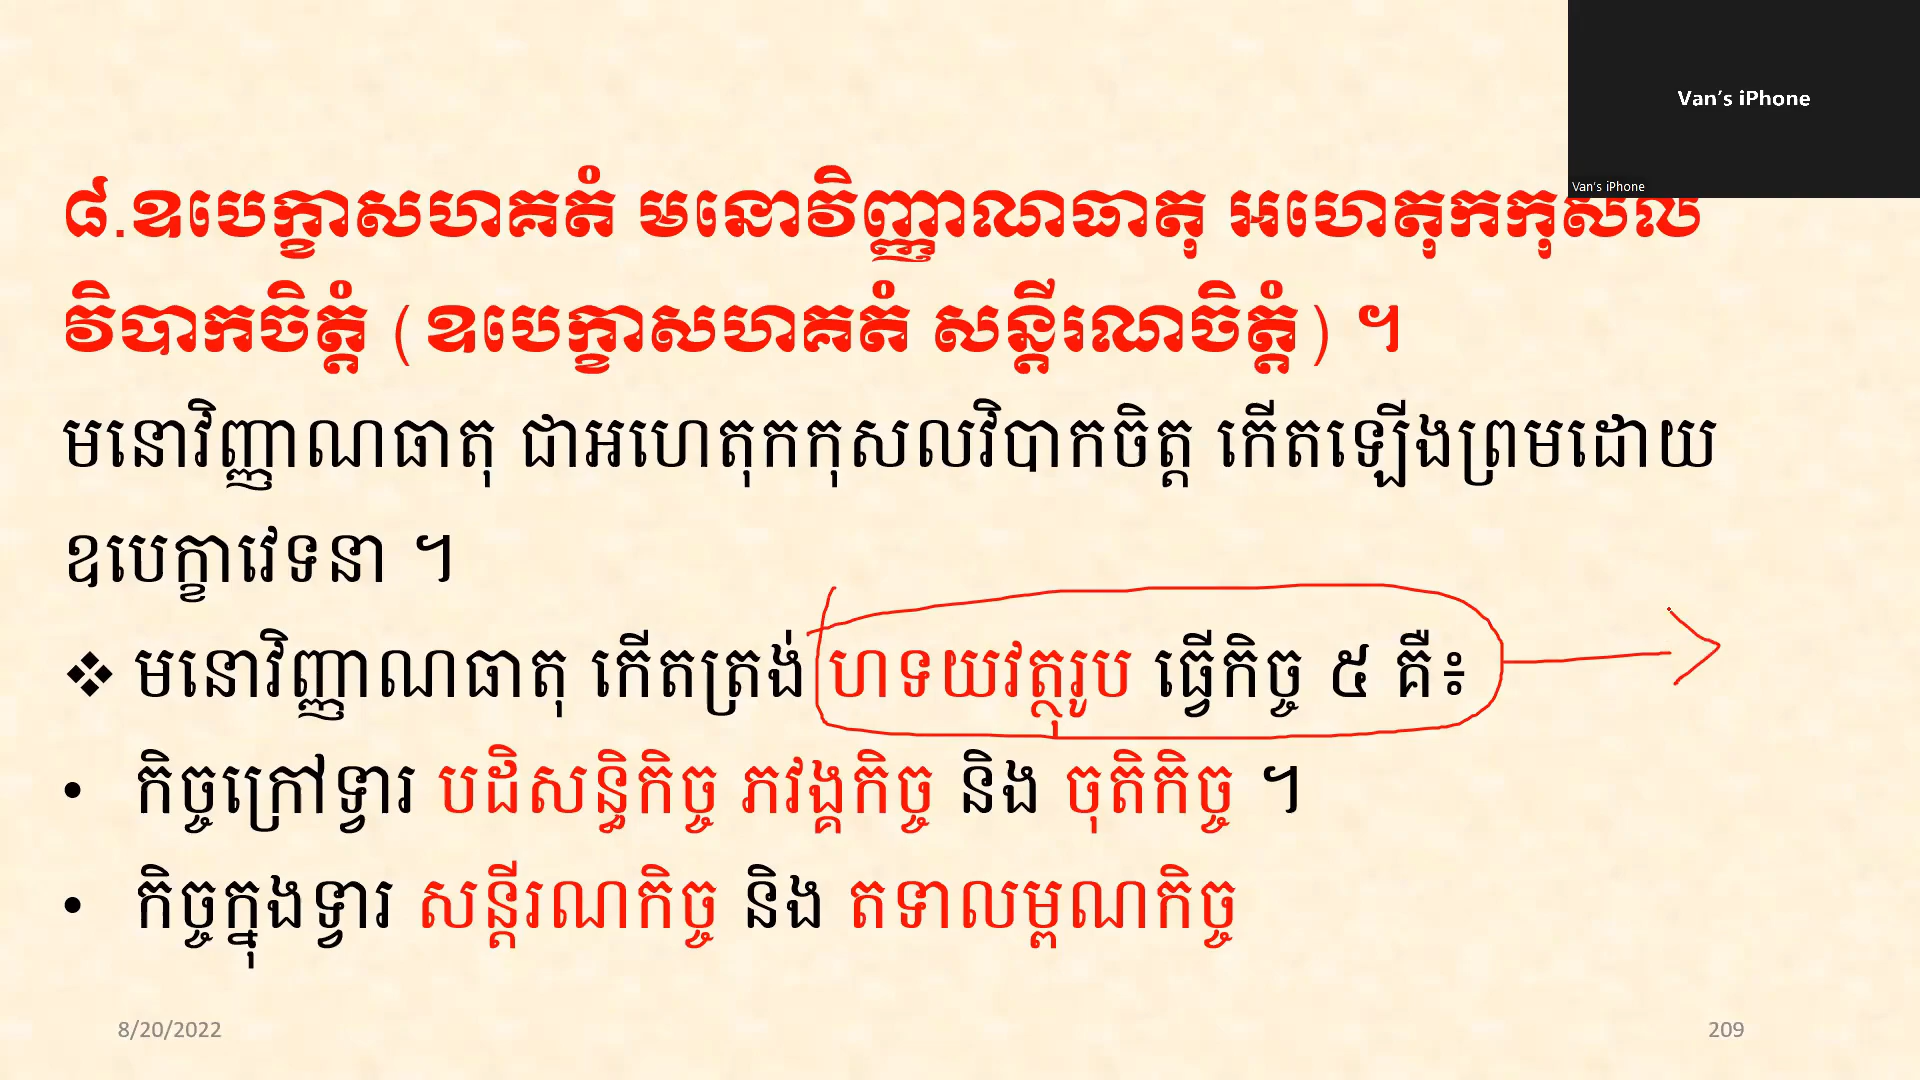 Van's iPhone
Van's iPhone
៨.ឧបេក្ខាសហគតំ មនោវិញ្ញាណធាតុ អហេតុកកុសល
វិបាកចិត្តំ (ឧបេក្ខាសហគតំ សន្តីរណចិត្តំ) ។
មនោវិញ្ញាណធាតុ ជាអហេតុកកុសលវិបាកចិត្ត កើតឡើងព្រមដោយ
ឧបេក្ខាវេទនា ។
❖ មនោវិញ្ញាណធាតុ កើតត្រង់ ហទយវត្ថុរូប ធ្វើកិច្ច ៥ គឺ៖
• កិច្ចក្រៅទ្វារ បដិសន្ធិកិច្ច ភវង្គកិច្ច និង ចុតិកិច្ច ។
• កិច្ចក្នុងទ្វារ សន្តីរណកិច្ច និង តទាលម្ពណកិច្ច
8/20/2022
209